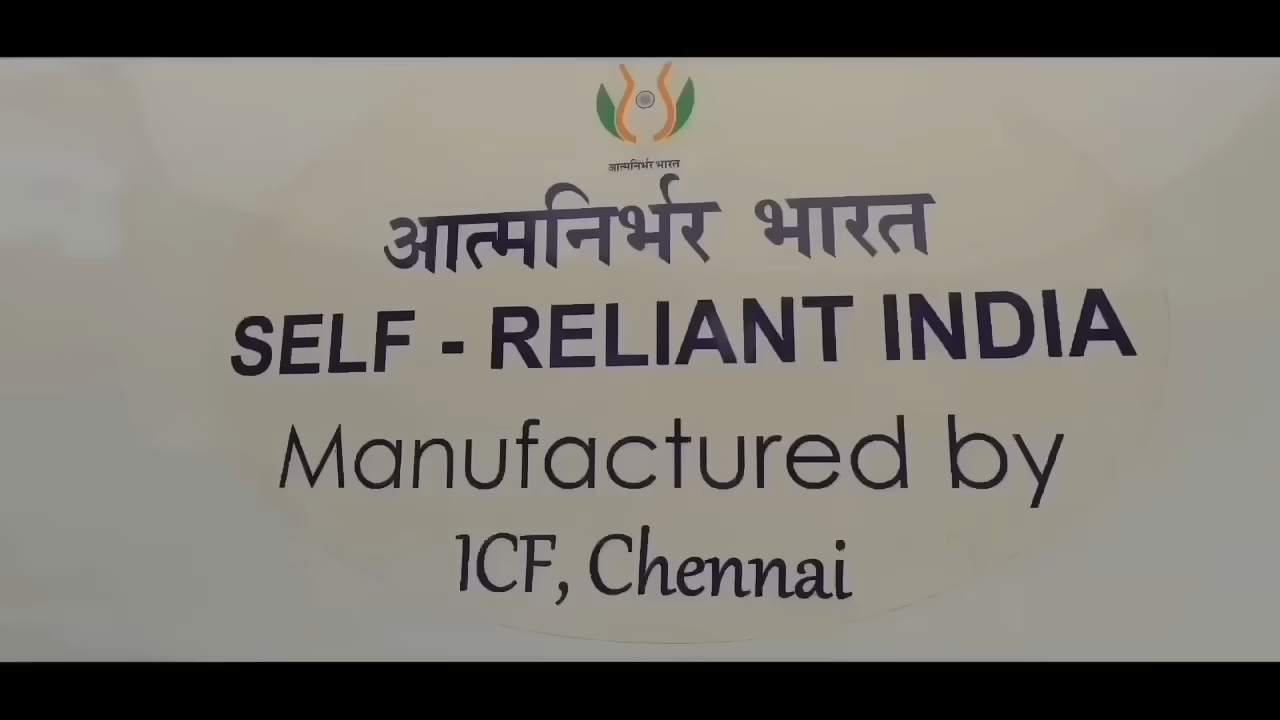 आत्मनिर्भर भारत
आत्मनिर्भर भारत
SELF - RELIANT INDIA
Manufactured by
ICF, Chennai